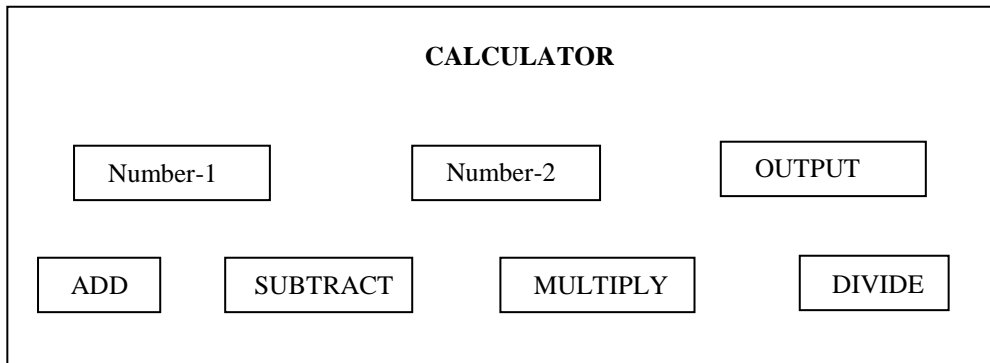 CALCULATOR
Number-1 Number-2 OUTPUT
ADD SUBTRACT MULTIPLY DIVIDE